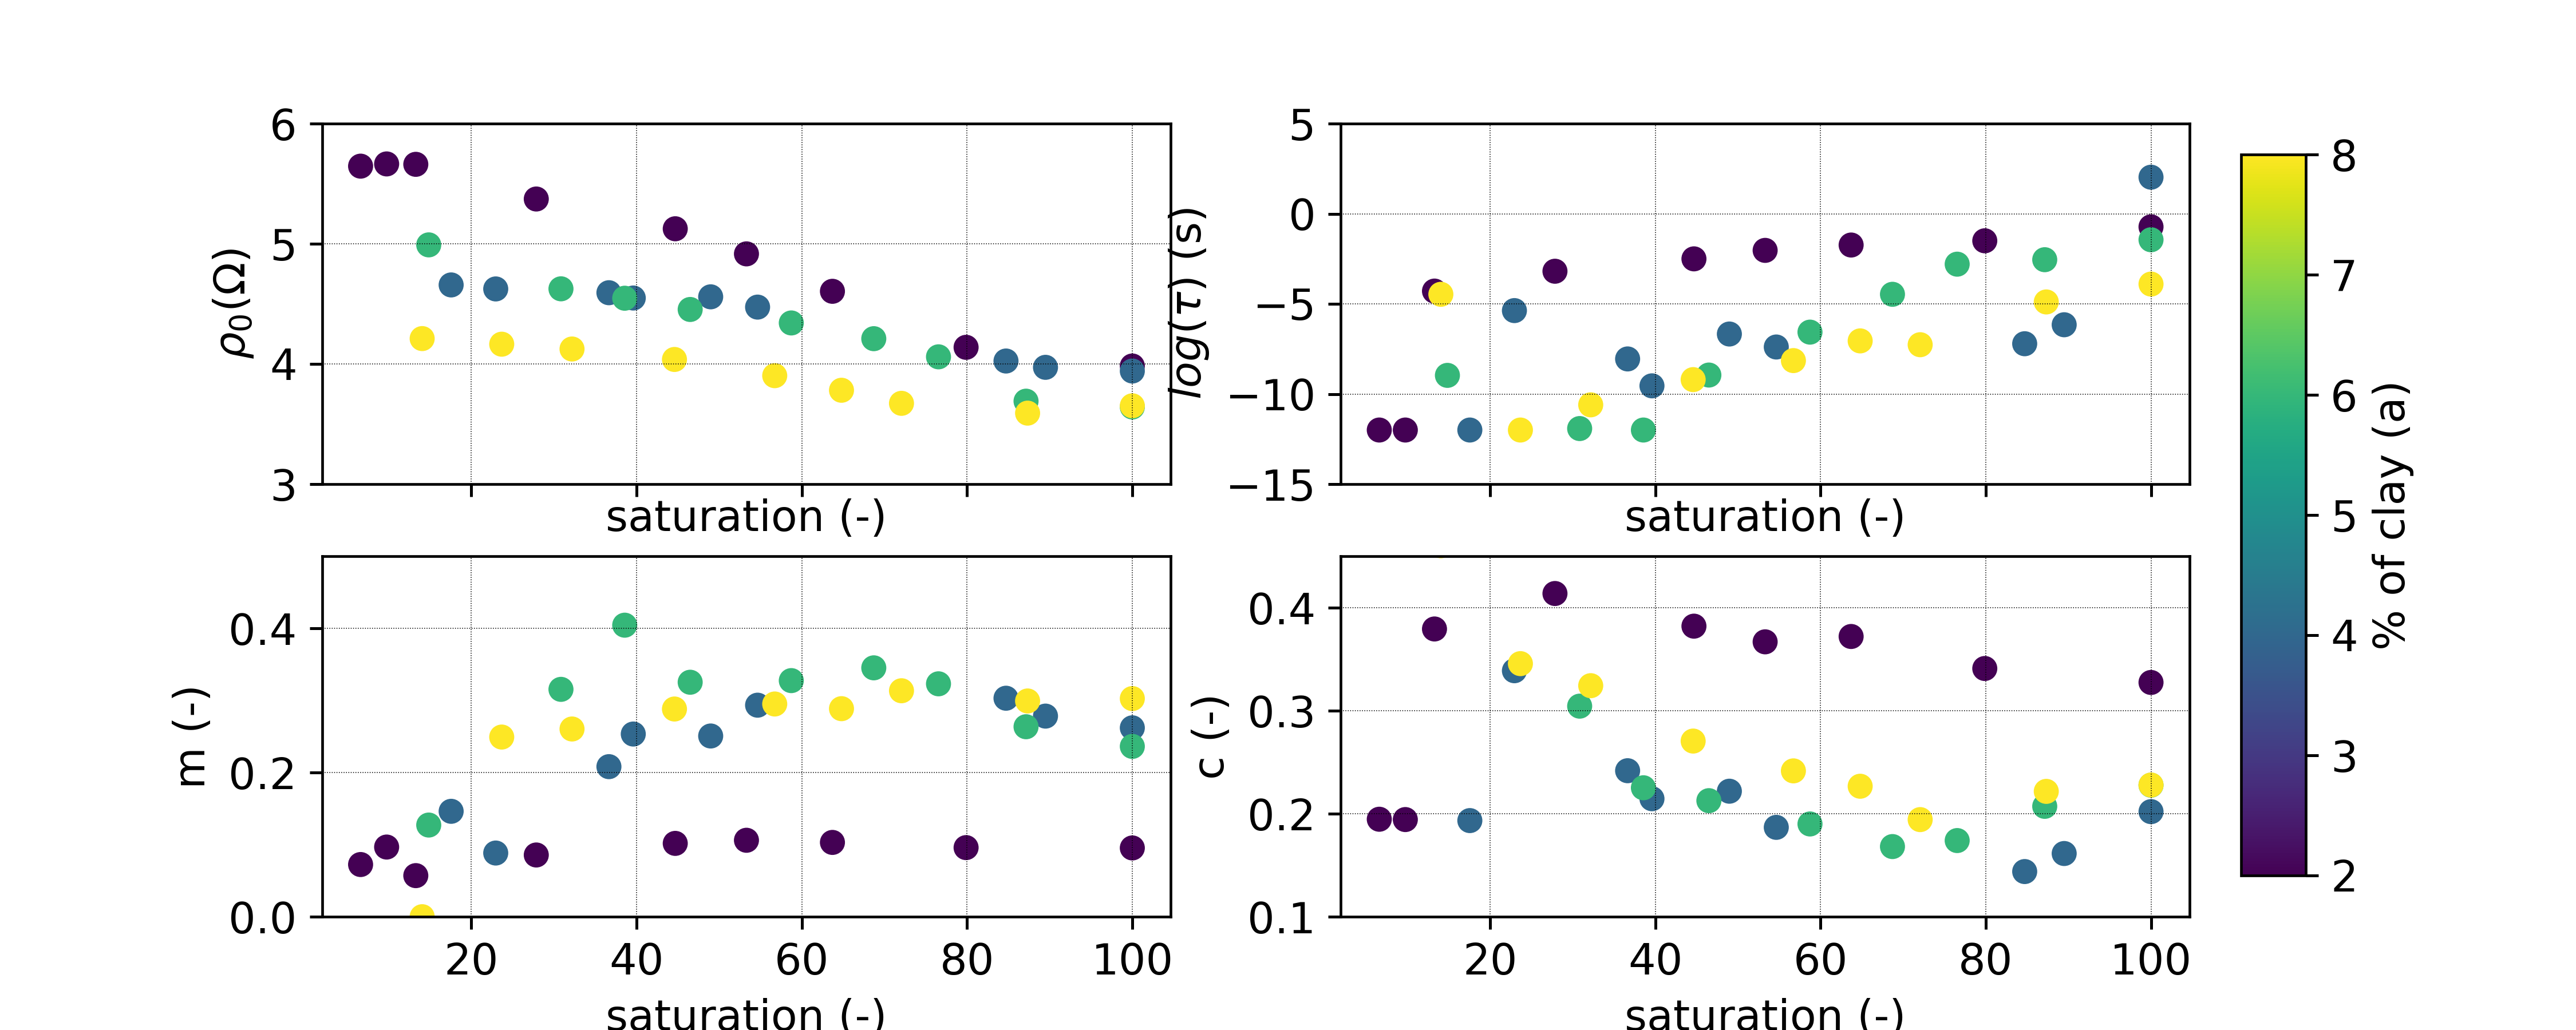 6
5
4
3
ρ₀(Ω)
saturation (-)
5
0
−5
−10
−15
log(τ) (s)
saturation (-)
0.4
0.2
0.0
m (-)
20 40 60 80 100
saturation (-)
0.4
0.3
0.2
0.1
c (-)
20 40 60 80 100
saturation (-)
8
7
6
5
4
3
2
% of clay (a)